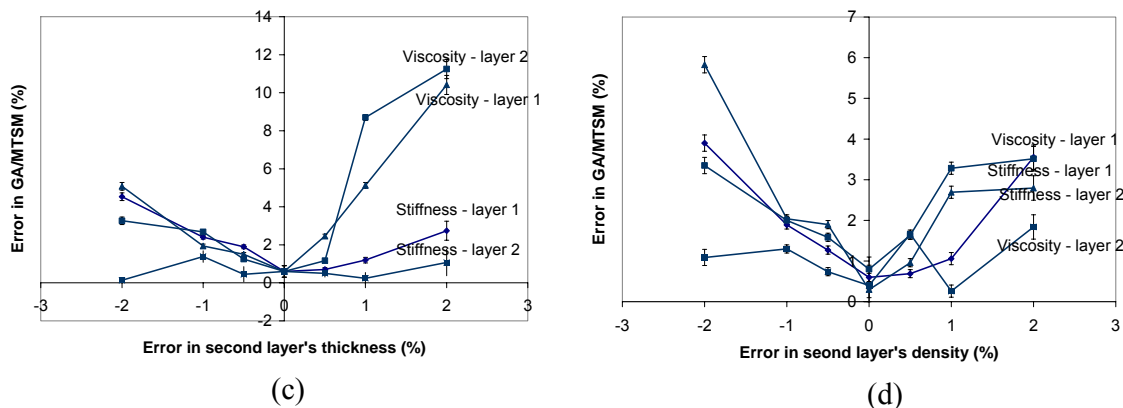 14
12
10
8
6
4
2
0
-2
-3
-2
-1
0
1
2
3
Error in GA/MTSM (%)
Error in second layer's thickness (%)
Viscosity - layer 2
Viscosity - layer 1
Stiffness - layer 1
Stiffness - layer 2
(c)
7
6
5
4
3
2
1
0
-3
-2
-1
0
1
2
3
Error in GA/MTSM (%)
Error in seond layer's density (%)
Viscosity - layer 1
Stiffness - layer 1
Stiffness - layer 2
Viscosity - layer 2
(d)